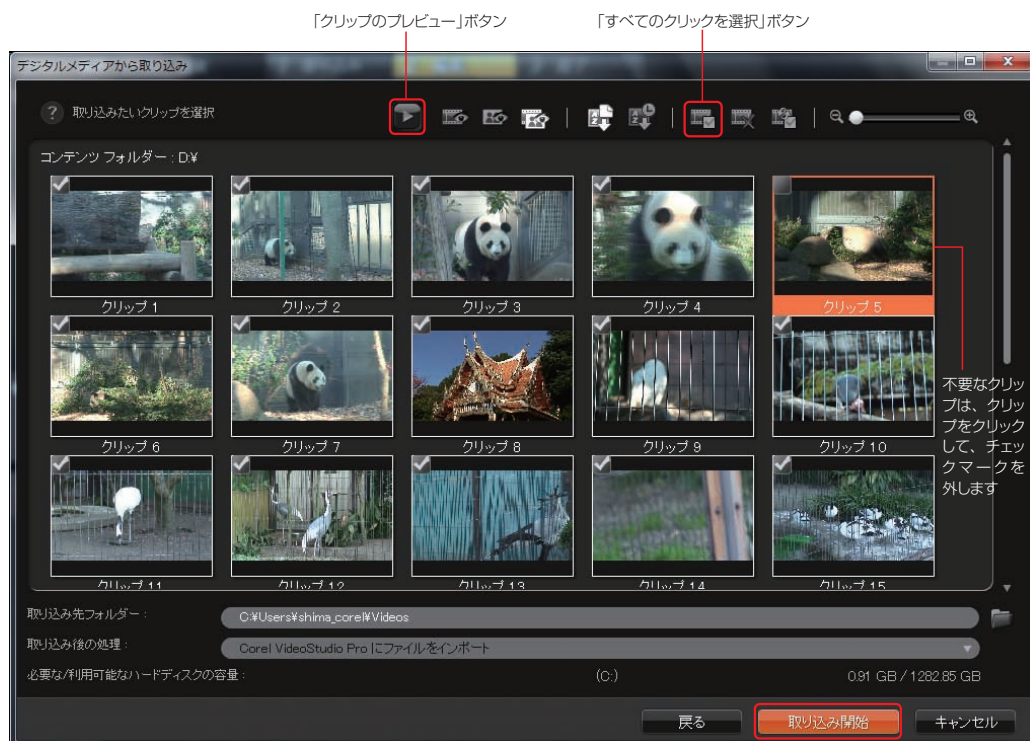 「クリップのプレビュー」ボタン
「すべてのクリックを選択」ボタン
デジタルメディアから取り込み
取り込みたいクリップを選択
コンテンツ フォルダー : D:¥
クリップ 1
クリップ 2
クリップ 3
クリップ 4
クリップ 5
クリップ 6
クリップ 7
クリップ 8
クリップ 9
クリップ 10
不要なクリッ
プは、クリッ
プをクリック
して、チェッ
クマークを
外します
クリップ 11
クリップ 12
クリップ 13
クリップ 14
クリップ 15
取り込み先フォルダー :
C:¥Users¥shima_corel¥Videos
取り込み後の処理 :
Corel VideoStudio Pro にファイルをインポート
必要な/利用可能なハードディスクの容量 :
(C:)
0.91 GB / 1282.85 GB
戻る
取り込み開始
キャンセル